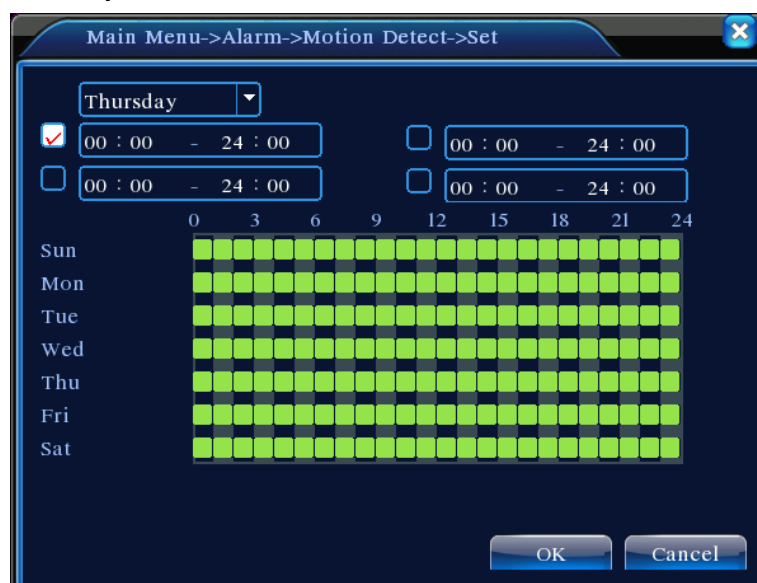 Main Menu->Alarm->Motion Detect->Set
Thursday
00 : 00 - 24 : 00 00 : 00 - 24 : 00
00 : 00 - 24 : 00 00 : 00 - 24 : 00
0 3 6 9 12 15 18 21 24
Sun
Mon
Tue
Wed
Thu
Fri
Sat
OK Cancel